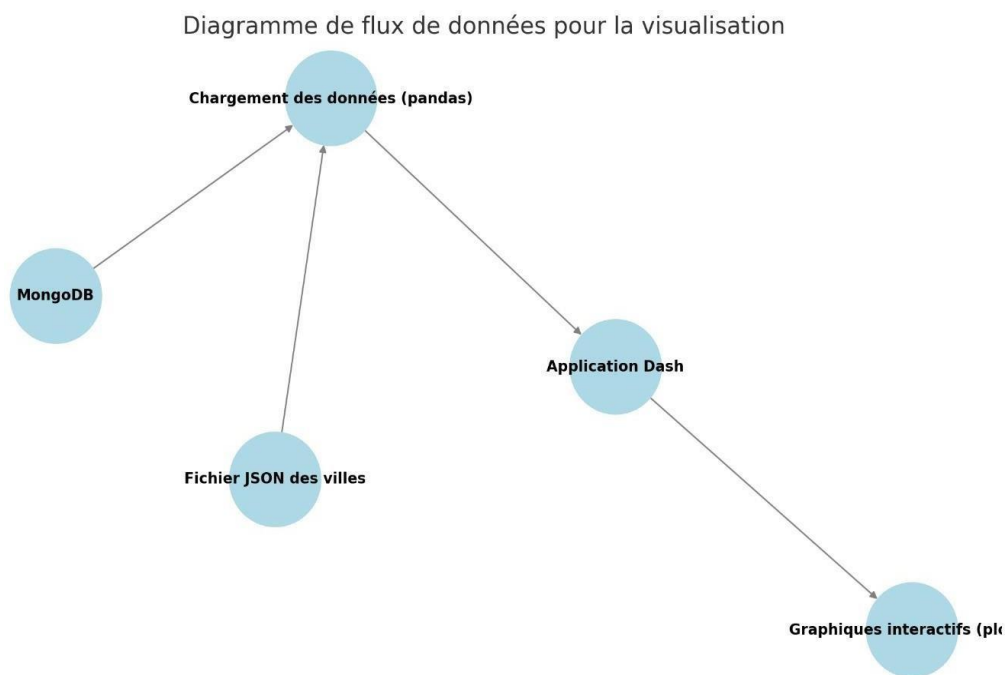 Diagramme de flux de données pour la visualisation
Chargement des données (pandas)
MongoDB
Application Dash
Fichier JSON des villes
Graphiques interactifs